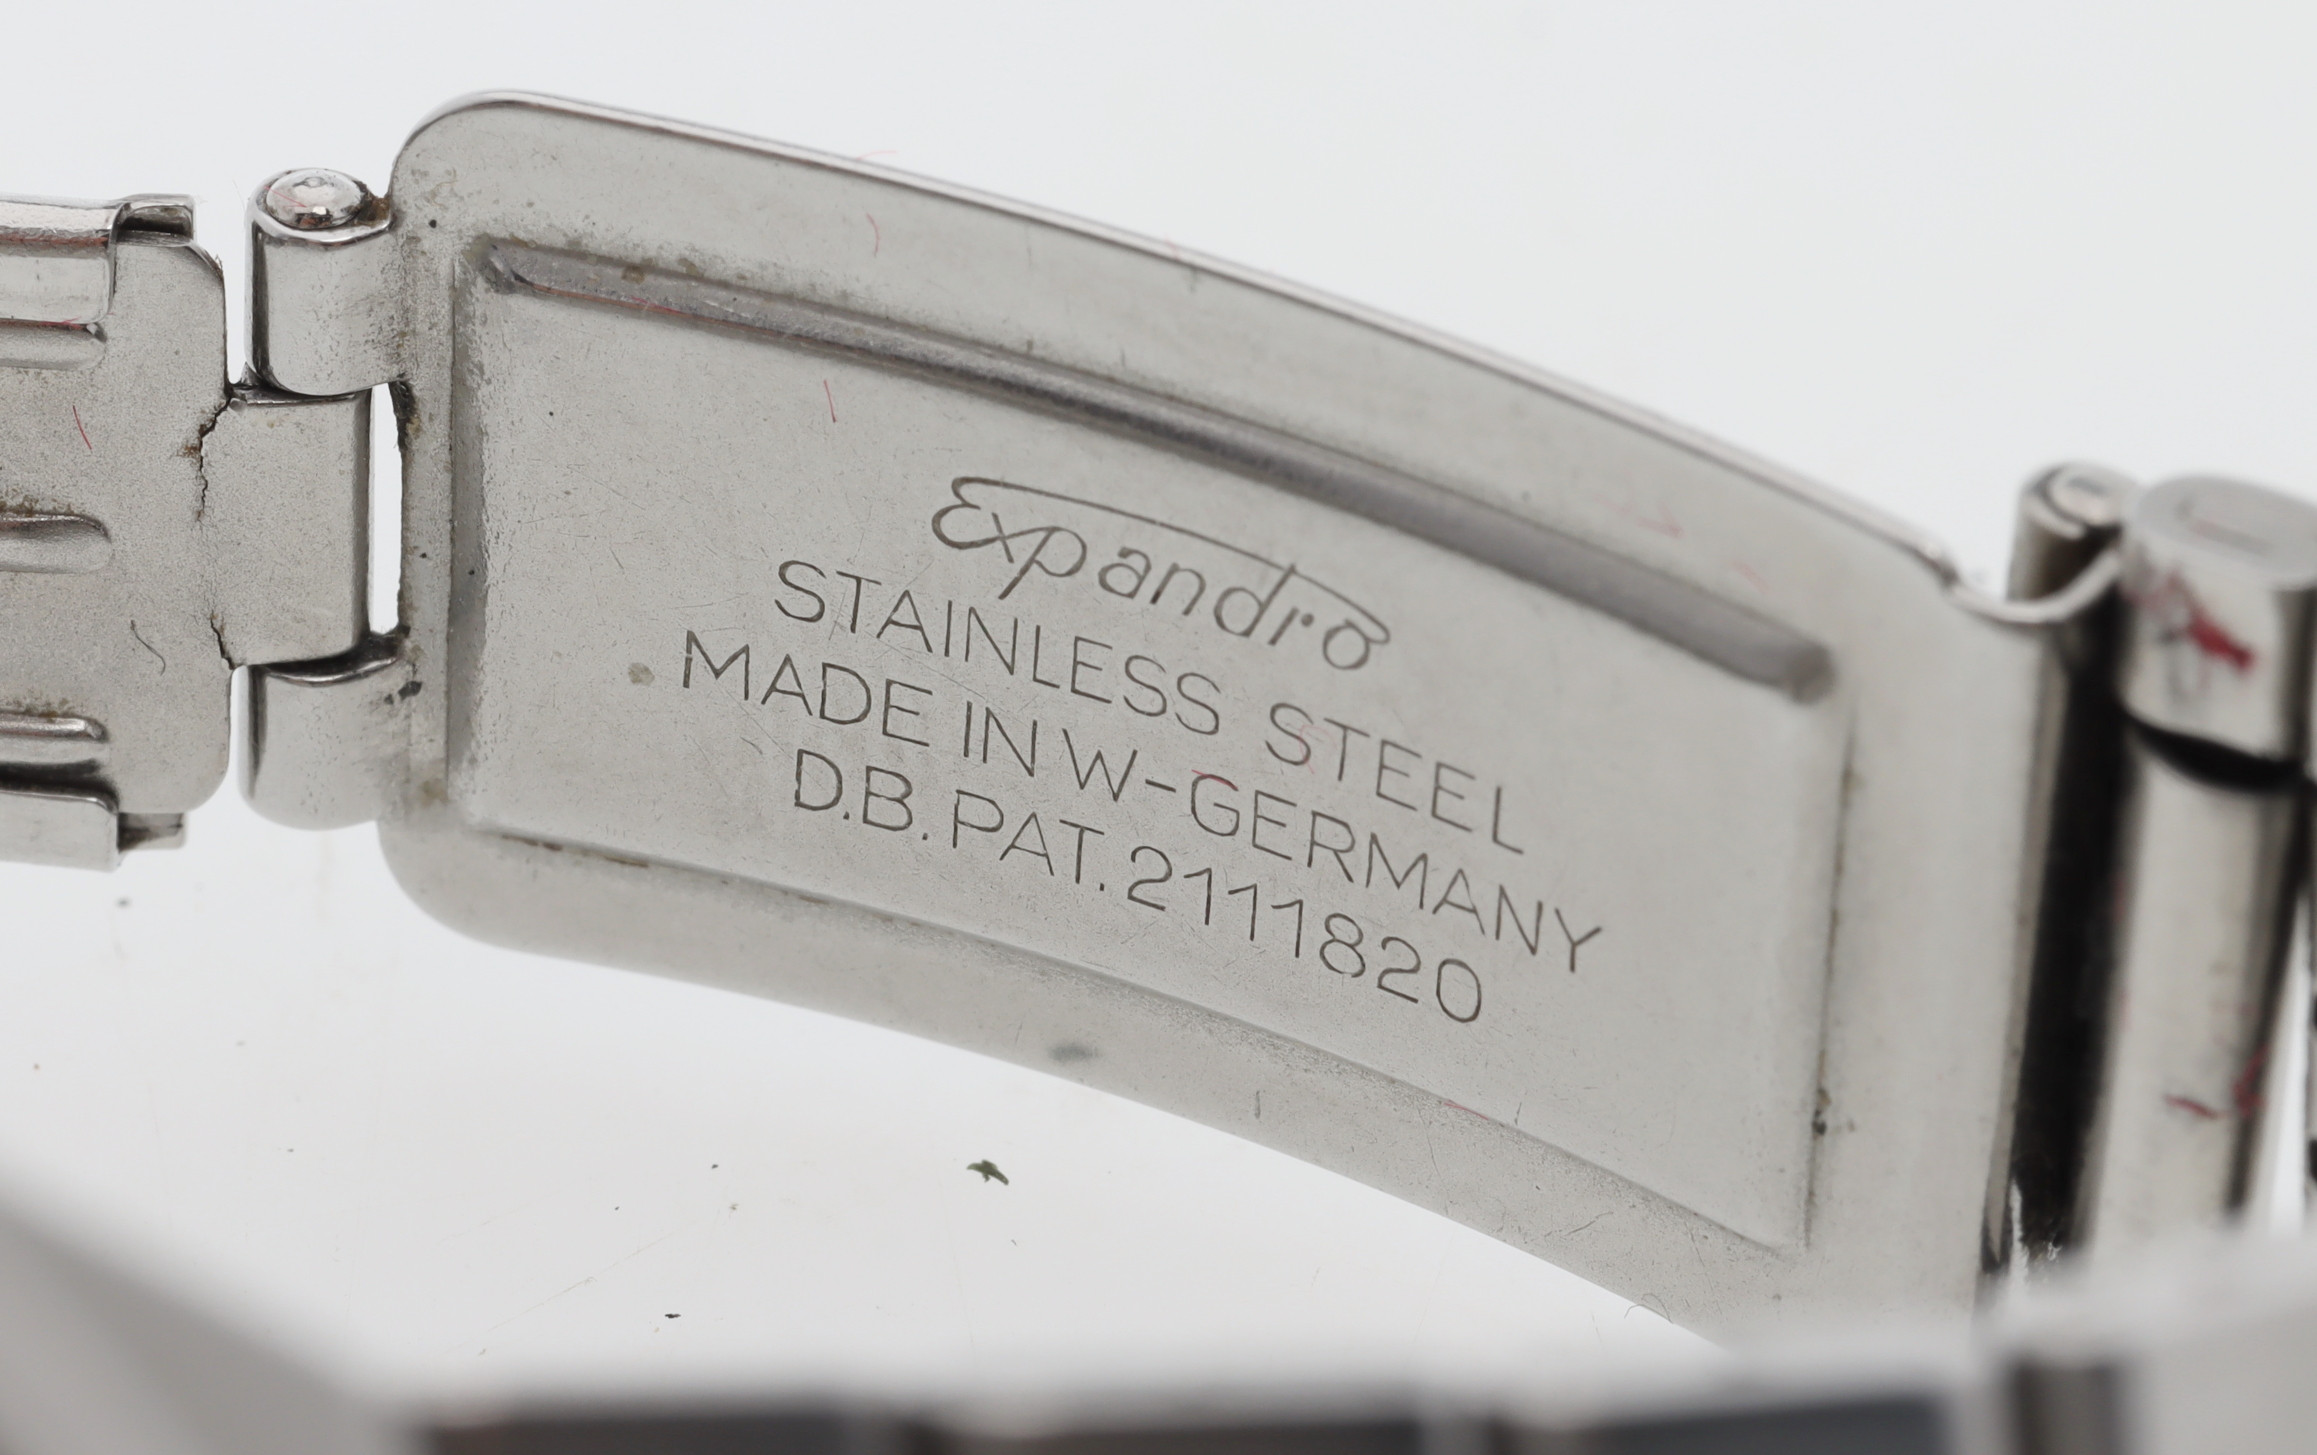 Expandro
STAINLESS STEEL
MADE IN W-GERMANY
D.B. PAT. 2111820